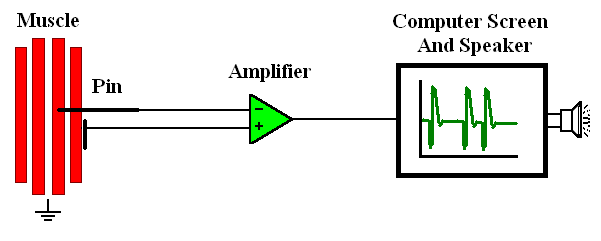 Muscle
Pin
Amplifier
Computer Screen
And Speaker
−
+